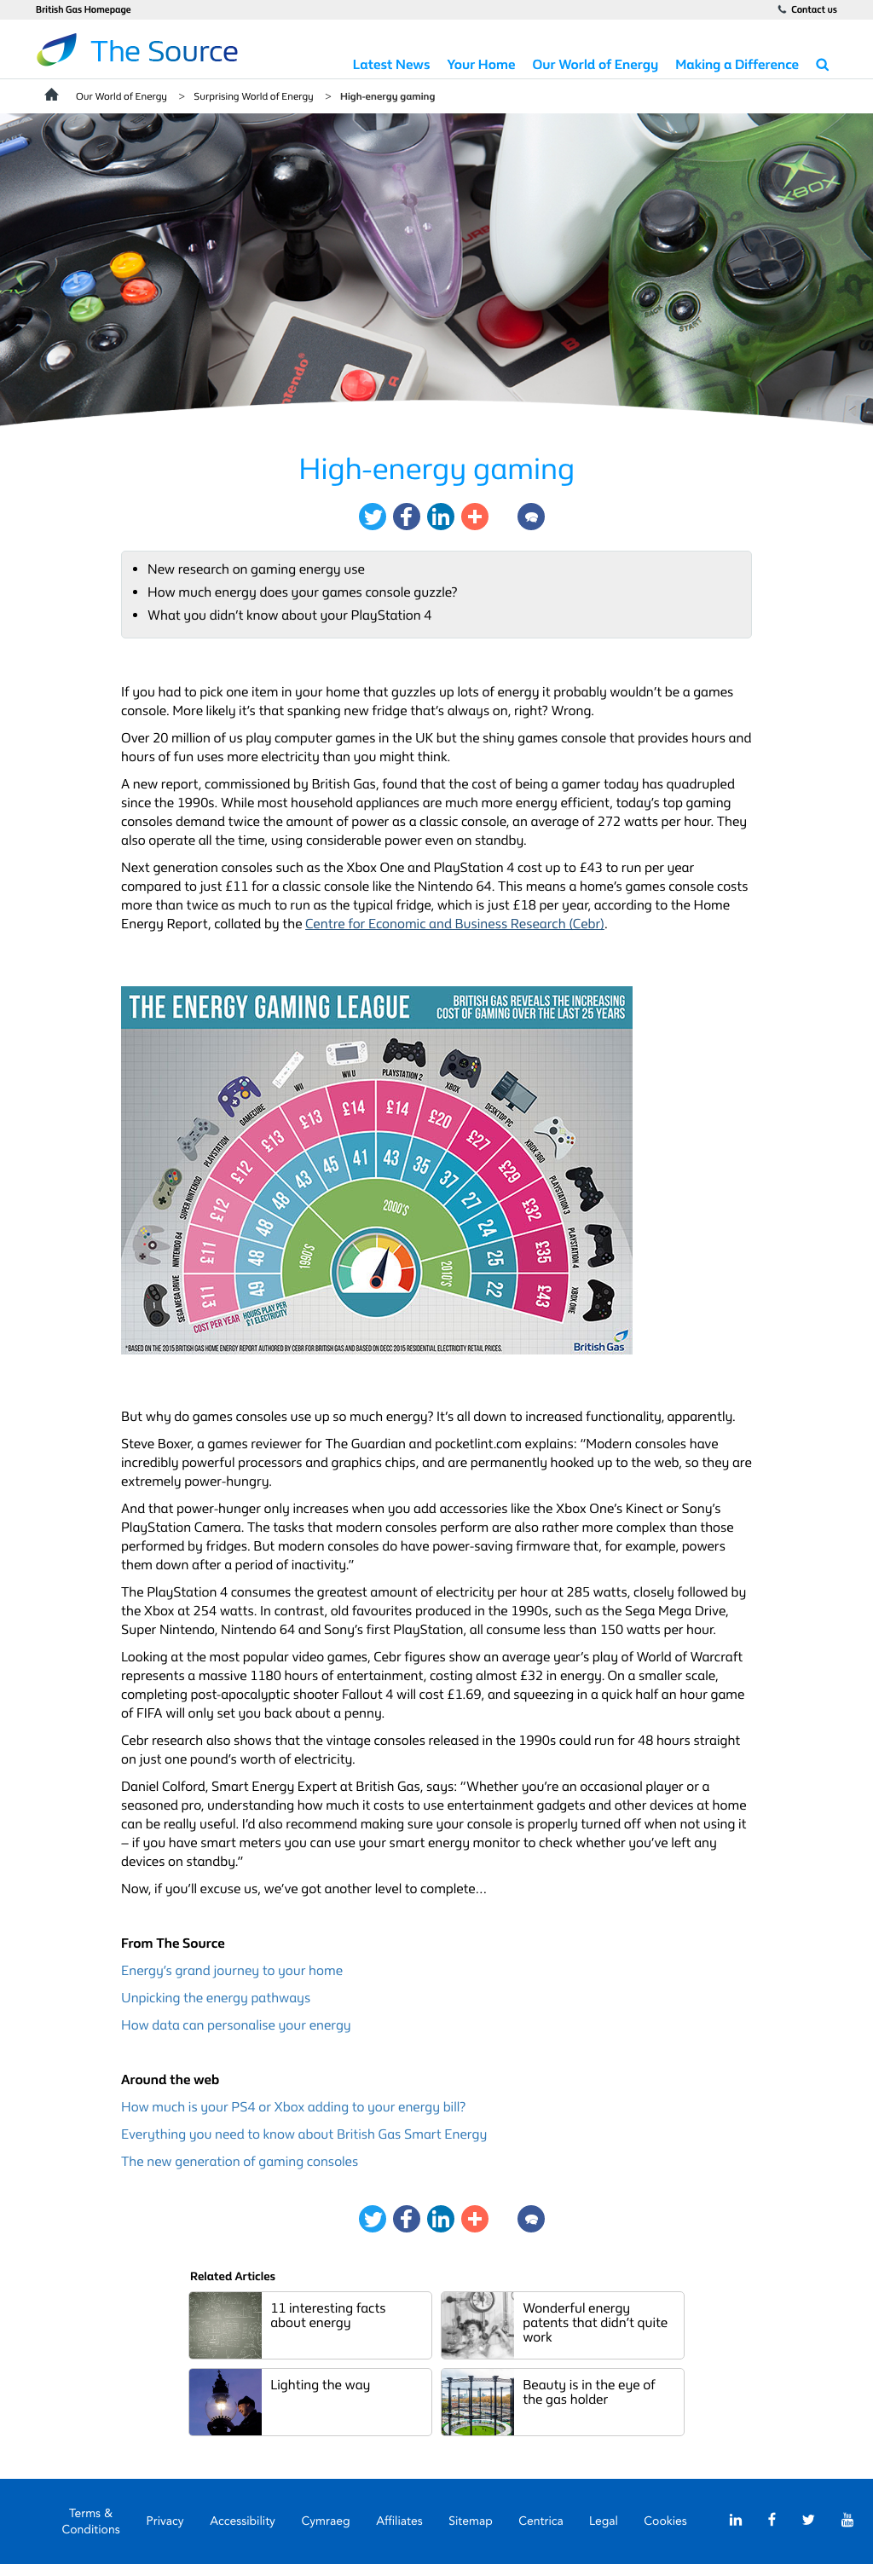 British Gas Homepage
Contact us
The Source
Latest News
Your Home
Our World of Energy
Making a Difference
Our World of Energy > Surprising World of Energy > High-energy gaming
XBOX
BACK
START
Nintendo
A
B
High-energy gaming
• New research on gaming energy use
• How much energy does your games console guzzle?
• What you didn't know about your PlayStation 4
If you had to pick one item in your home that guzzles up lots of energy it probably wouldn't be a games
console. More likely it's that spanking new fridge that's always on, right? Wrong.
Over 20 million of us play computer games in the UK but the shiny games console that provides hours and
hours of fun uses more electricity than you might think.
A new report, commissioned by British Gas, found that the cost of being a gamer today has quadrupled
since the 1990s. While most household appliances are much more energy efficient, today's top gaming
consoles demand twice the amount of power as a classic console, an average of 272 watts per hour. They
also operate all the time, using considerable power even on standby.
Next generation consoles such as the Xbox One and PlayStation 4 cost up to £43 to run per year
compared to just £11 for a classic console like the Nintendo 64. This means a home's games console costs
more than twice as much to run as the typical fridge, which is just £18 per year, according to the Home
Energy Report, collated by the Centre for Economic and Business Research (Cebr).
THE ENERGY GAMING LEAGUE
BRITISH GAS REVEALS THE INCREASING
COST OF GAMING OVER THE LAST 25 YEARS
SEGA MEGA DRIVE
NINTENDO 64
SUPER NINTENDO
PLAYSTATION
GAMECUBE
WII
WII U
PLAYSTATION 2
XBOX
DESKTOP PC
XBOX 360
PLAYSTATION 3
PLAYSTATION 4
XBOX ONE
£11
£11
£12
£12
£13
£13
£14
£14
£20
£27
£29
£32
£35
£43
49
48
48
48
43
45
41
43
35
37
27
24
25
22
1990'S
2000'S
2010'S
COST PER YEAR
HOURS PLAY PER
£1 ELECTRICITY
*BASED ON THE 2015 BRITISH GAS HOME ENERGY REPORT AUTHORED BY CEBR FOR BRITISH GAS AND BASED ON DECC 2015 RESIDENTIAL ELECTRICITY RETAIL PRICES.
British Gas
But why do games consoles use up so much energy? It's all down to increased functionality, apparently.
Steve Boxer, a games reviewer for The Guardian and pocketlint.com explains: “Modern consoles have
incredibly powerful processors and graphics chips, and are permanently hooked up to the web, so they are
extremely power-hungry.
And that power-hunger only increases when you add accessories like the Xbox One's Kinect or Sony's
PlayStation Camera. The tasks that modern consoles perform are also rather more complex than those
performed by fridges. But modern consoles do have power-saving firmware that, for example, powers
them down after a period of inactivity.”
The PlayStation 4 consumes the greatest amount of electricity per hour at 285 watts, closely followed by
the Xbox at 254 watts. In contrast, old favourites produced in the 1990s, such as the Sega Mega Drive,
Super Nintendo, Nintendo 64 and Sony's first PlayStation, all consume less than 150 watts per hour.
Looking at the most popular video games, Cebr figures show an average year's play of World of Warcraft
represents a massive 1180 hours of entertainment, costing almost £32 in energy. On a smaller scale,
completing post-apocalyptic shooter Fallout 4 will cost £1.69, and squeezing in a quick half an hour game
of FIFA will only set you back about a penny.
Cebr research also shows that the vintage consoles released in the 1990s could run for 48 hours straight
on just one pound's worth of electricity.
Daniel Colford, Smart Energy Expert at British Gas, says: “Whether you're an occasional player or a
seasoned pro, understanding how much it costs to use entertainment gadgets and other devices at home
can be really useful. I'd also recommend making sure your console is properly turned off when not using it
– if you have smart meters you can use your smart energy monitor to check whether you've left any
devices on standby.”
Now, if you'll excuse us, we've got another level to complete…
From The Source
Energy's grand journey to your home
Unpicking the energy pathways
How data can personalise your energy
Around the web
How much is your PS4 or Xbox adding to your energy bill?
Everything you need to know about British Gas Smart Energy
The new generation of gaming consoles
Related Articles
11 interesting facts
about energy
Wonderful energy
patents that didn't quite
work
Lighting the way
Beauty is in the eye of
the gas holder
Terms &
Conditions
Privacy
Accessibility
Cymraeg
Affiliates
Sitemap
Centrica
Legal
Cookies
You
Tube